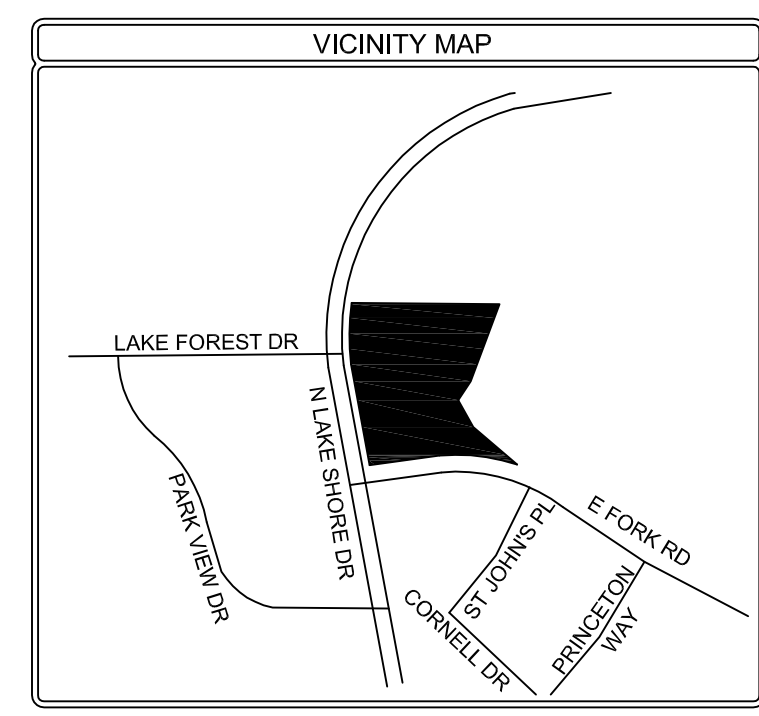 VICINITY MAP
LAKE FOREST DR
N LAKE SHORE DR
PARK VIEW DR
E FORK RD
ST JOHN'S PL
CORNELL DR
PRINCETON
WAY